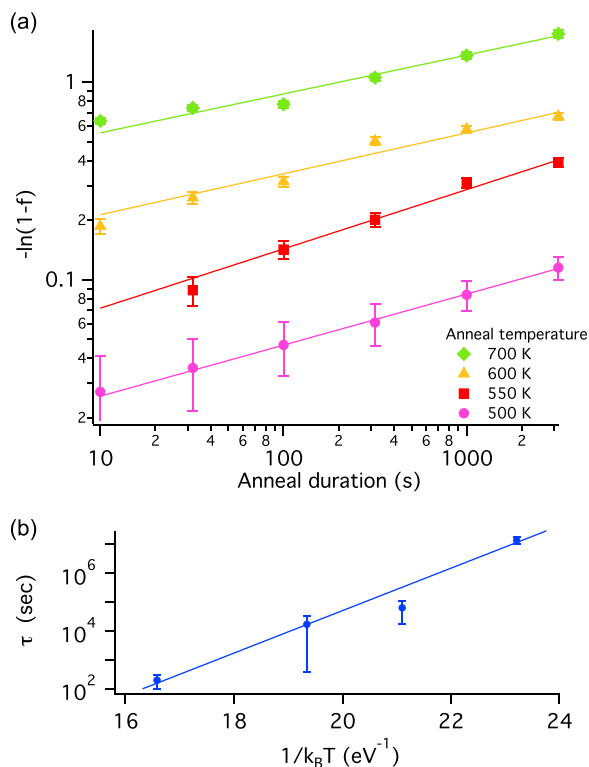 (a)
1
8
6
4
2
0.1
8
6
4
2
-ln(1-f)
Anneal temperature
700 K
600 K
550 K
500 K
10 2 4 6 8 100 2 4 6 8 1000 2
Anneal duration (s)
(b)
10^6
10^4
10^2
τ (sec)
16 18 20 22 24
1/k_BT (eV^-1)